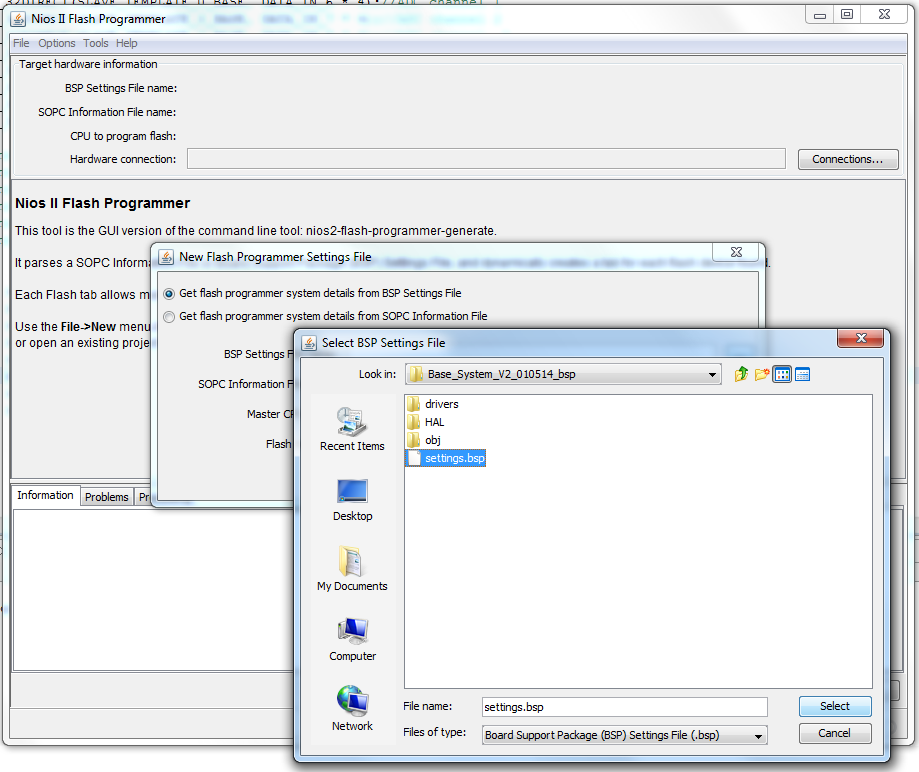 Nios II Flash Programmer
File Options Tools Help
Target hardware information
BSP Settings File name:
SOPC Information File name:
CPU to program flash:
Hardware connection:
Connections...
Nios II Flash Programmer
This tool is the GUI version of the command line tool: nios2-flash-programmer-generate.
It parses a SOPC Informa
Each Flash tab allows m
Use the File->New menu
or open an existing proje
Information Problems Pr
New Flash Programmer Settings File
Get flash programmer system details from BSP Settings File
Get flash programmer system details from SOPC Information File
BSP Settings F
SOPC Information F
Master CP
Flash
Select BSP Settings File
Look in: Base_System_V2_010514_bsp
drivers
HAL
obj
settings.bsp
Recent Items
Desktop
My Documents
Computer
Network
File name: settings.bsp Select
Files of type: Board Support Package (BSP) Settings File (.bsp) Cancel